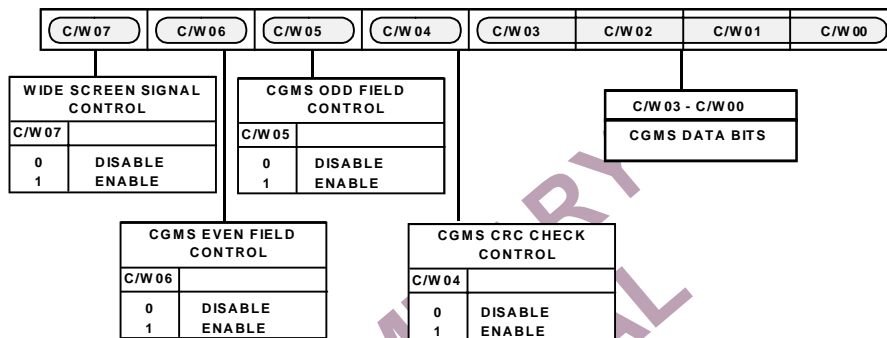 C/W07 C/W06 C/W05 C/W04 C/W03 C/W02 C/W01 C/W00
WIDE SCREEN SIGNAL
CONTROL
C/W07
0 DISABLE
1 ENABLE
CGMS ODD FIELD
CONTROL
C/W05
0 DISABLE
1 ENABLE
C/W03 - C/W00
CGMS DATA BITS
CGMS EVEN FIELD
CONTROL
C/W06
0 DISABLE
1 ENABLE
CGMS CRC CHECK
CONTROL
C/W04
0 DISABLE
1 ENABLE